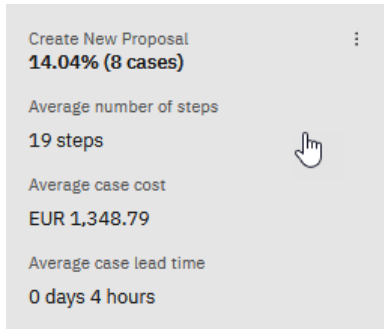 Create New Proposal
14.04% (8 cases)
Average number of steps
19 steps
Average case cost
EUR 1,348.79
Average case lead time
0 days 4 hours